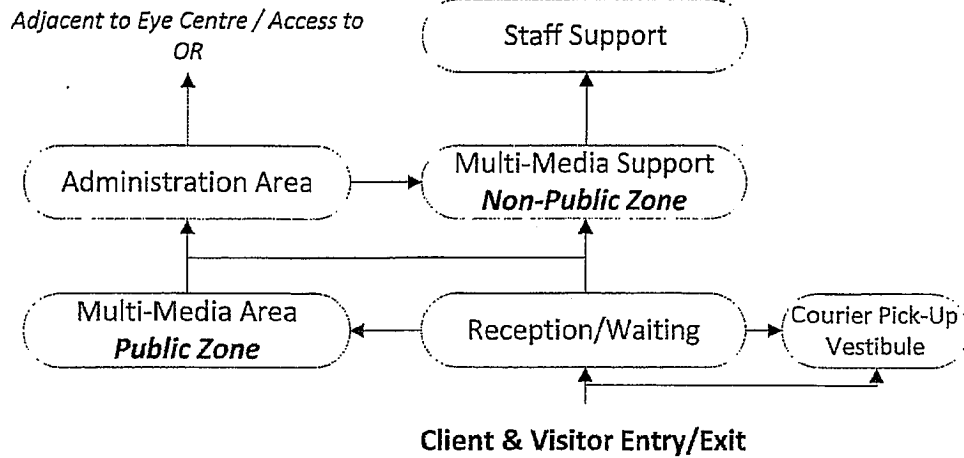 Adjacent to Eye Centre / Access to
OR
Staff Support
Administration Area
Multi-Media Support
Non-Public Zone
Multi-Media Area
Public Zone
Reception/Waiting
Courier Pick-Up
Vestibule
Client & Visitor Entry/Exit